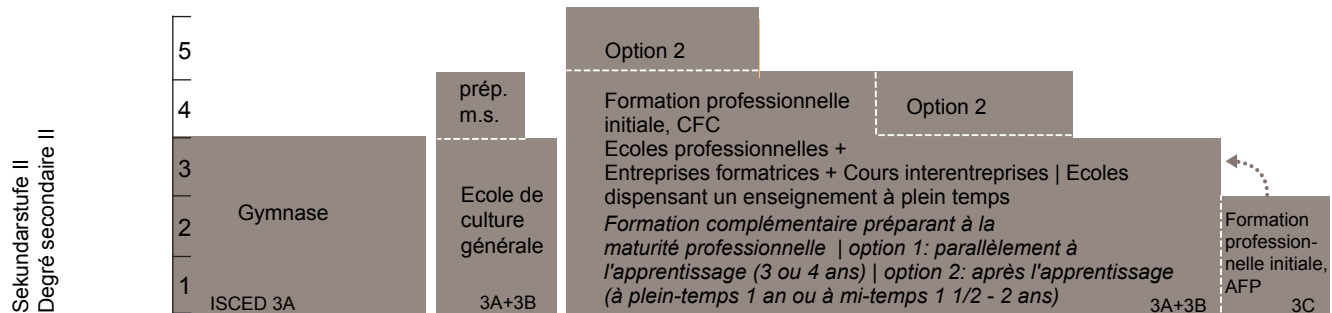 Sekundarstufe II
Degré secondaire II
5
4
3
2
1
Gymnase
ISCED 3A
prép.
m.s.
Ecole de
culture
générale
3A+3B
Option 2
Formation professionnelle
initiale, CFC
Ecoles professionnelles +
Entreprises formatrices + Cours interentreprises | Ecoles
dispensant un enseignement à plein temps
Formation complémentaire préparant à la
maturité professionnelle | option 1: parallèlement à
l'apprentissage (3 ou 4 ans) | option 2: après l'apprentissage
(à plein-temps 1 an ou à mi-temps 1 1/2 - 2 ans)
3A+3B
Option 2
Formation
profession-
nelle initiale,
AFP
3C